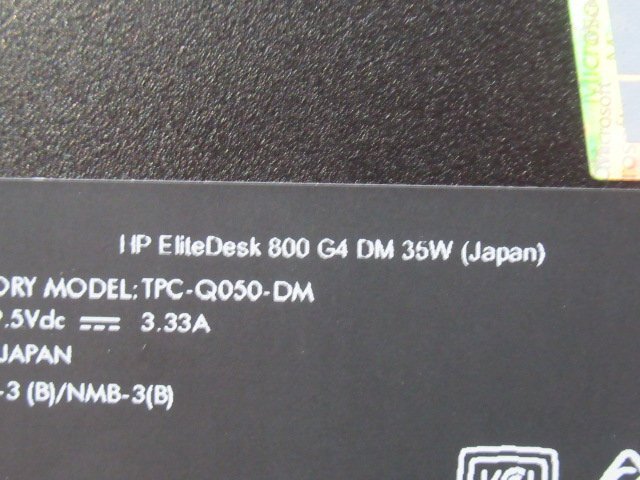 HP EliteDesk 800 G4 DM 35W (Japan)
ORY MODEL: TPC-Q050-DM
.5Vdc 3.33A
JAPAN
-3 (B)/NMB-3(B)
Microsoft